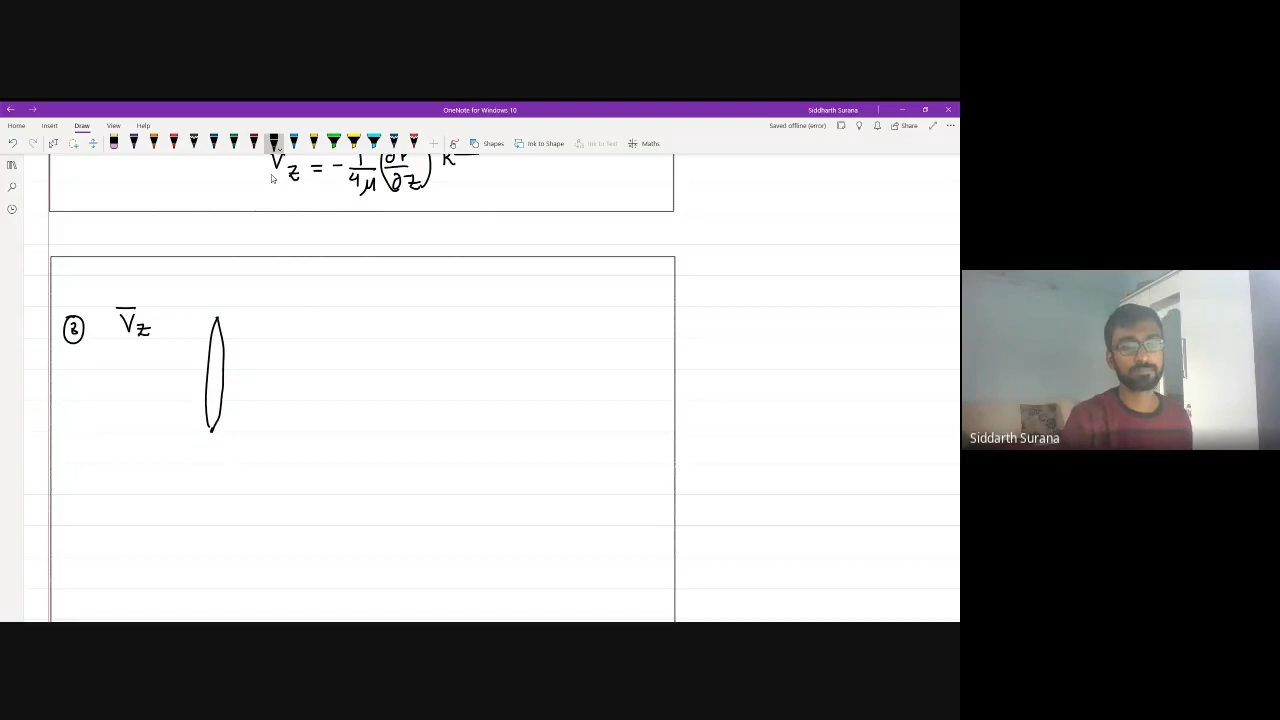 OneNote for Windows 10
Siddharth Surana
Home Insert Draw View Help
Saved offline (error)
Share
Shapes
Ink to Shape
Ink to Text
Maths
V_z = - 1/4μ (∂P/∂z) R
③ V̅_z
Siddarth Surana